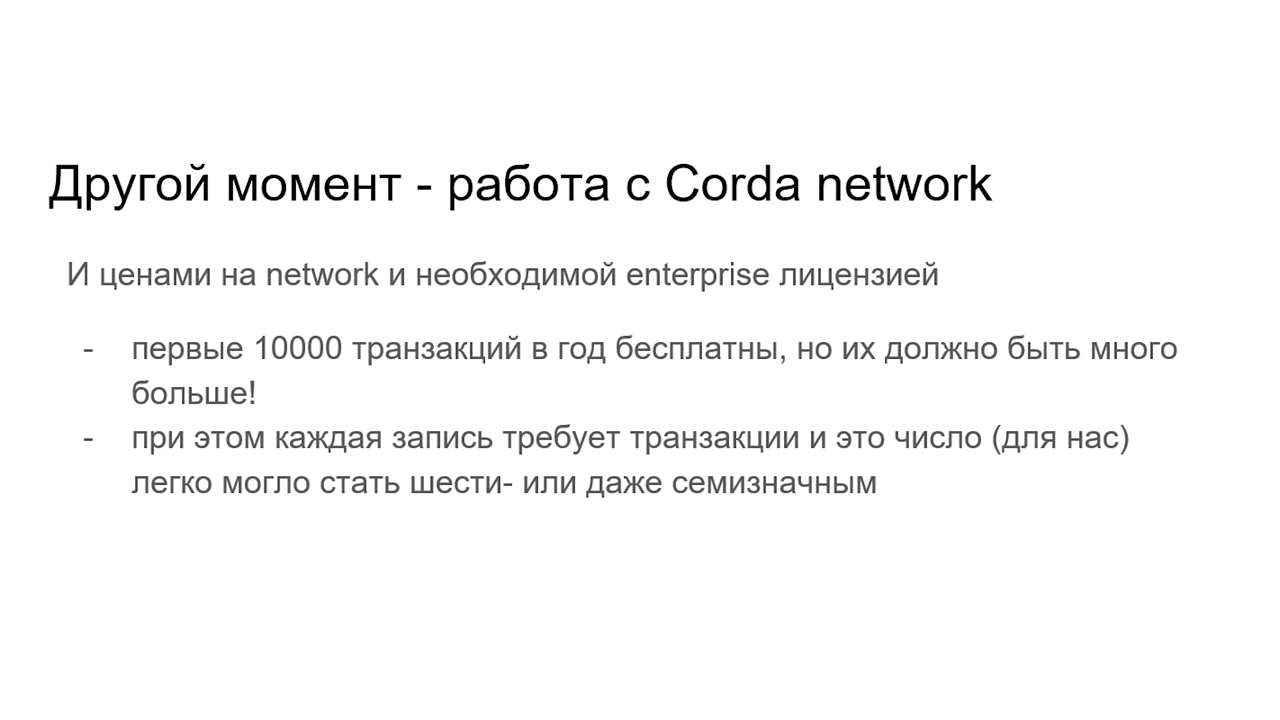 Другой момент - работа с Corda network
И ценами на network и необходимой enterprise лицензией
- первые 10000 транзакций в год бесплатны, но их должно быть много
больше!
- при этом каждая запись требует транзакции и это число (для нас)
легко могло стать шести- или даже семизначным